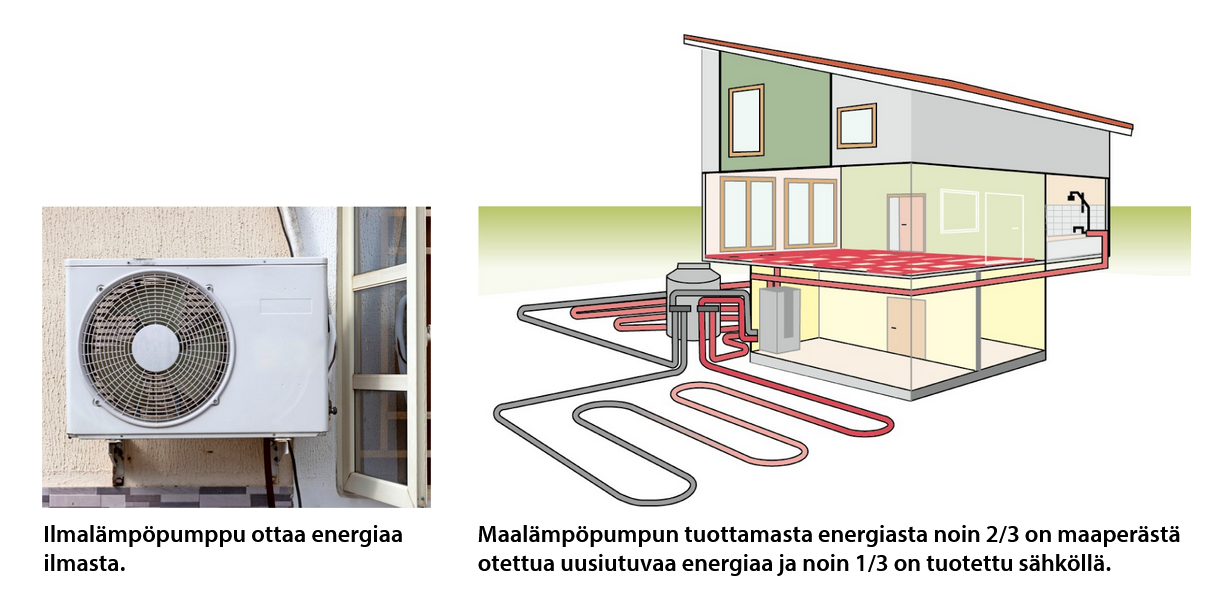 Ilmalämpöpumppu ottaa energiaa
ilmasta.
Maalämpöpumpun tuottamasta energiasta noin 2/3 on maaperästä
otettua uusiutuvaa energiaa ja noin 1/3 on tuotettu sähköllä.